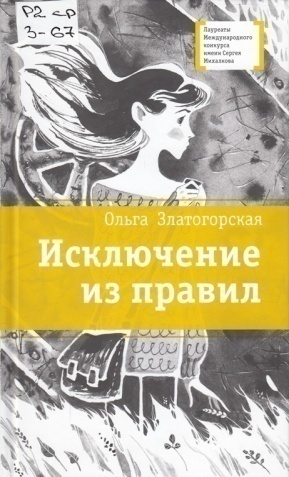 Р2 ср
З-67
Лауреаты
Международного
конкурса
имени Сергея
Михалкова
Ольга Златогорская
Исключение
из правил